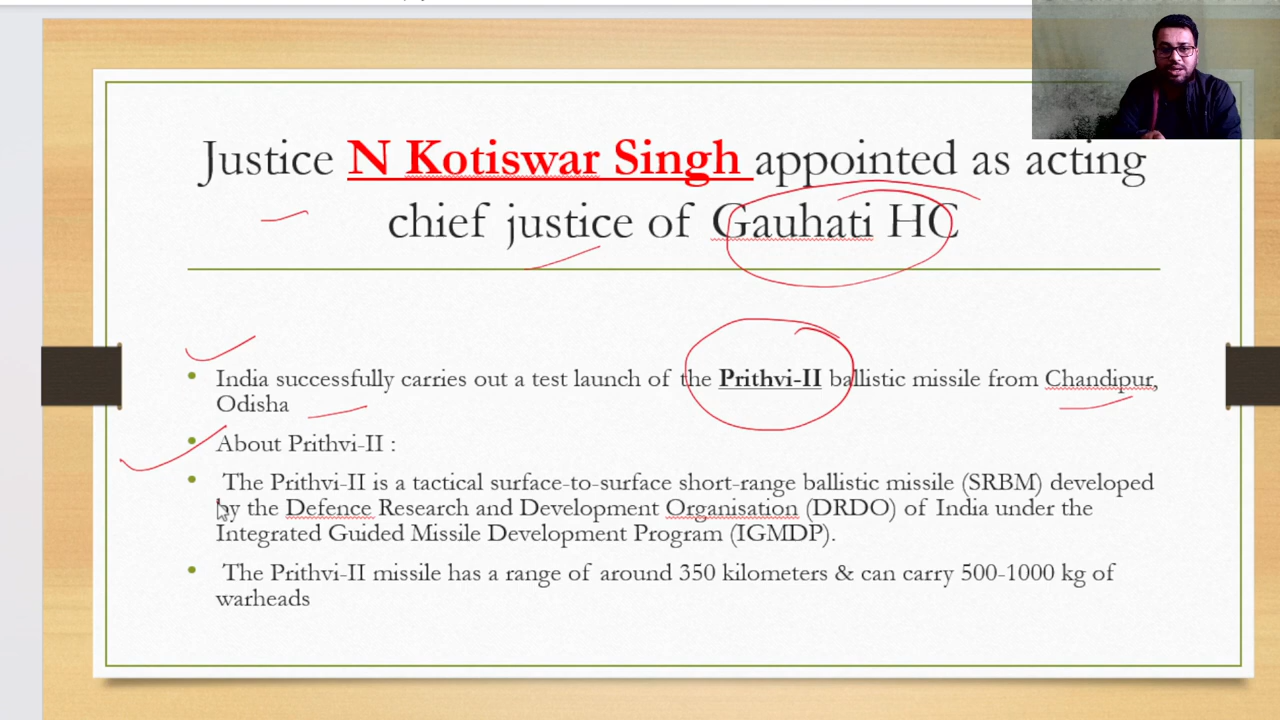 Justice N Kotiswar Singh appointed as acting
chief justice of Gauhati HC
• India successfully carries out a test launch of the Prithvi-II ballistic missile from Chandipur,
Odisha
• About Prithvi-II :
• The Prithvi-II is a tactical surface-to-surface short-range ballistic missile (SRBM) developed
by the Defence Research and Development Organisation (DRDO) of India under the
Integrated Guided Missile Development Program (IGMDP).
• The Prithvi-II missile has a range of around 350 kilometers & can carry 500-1000 kg of
warheads